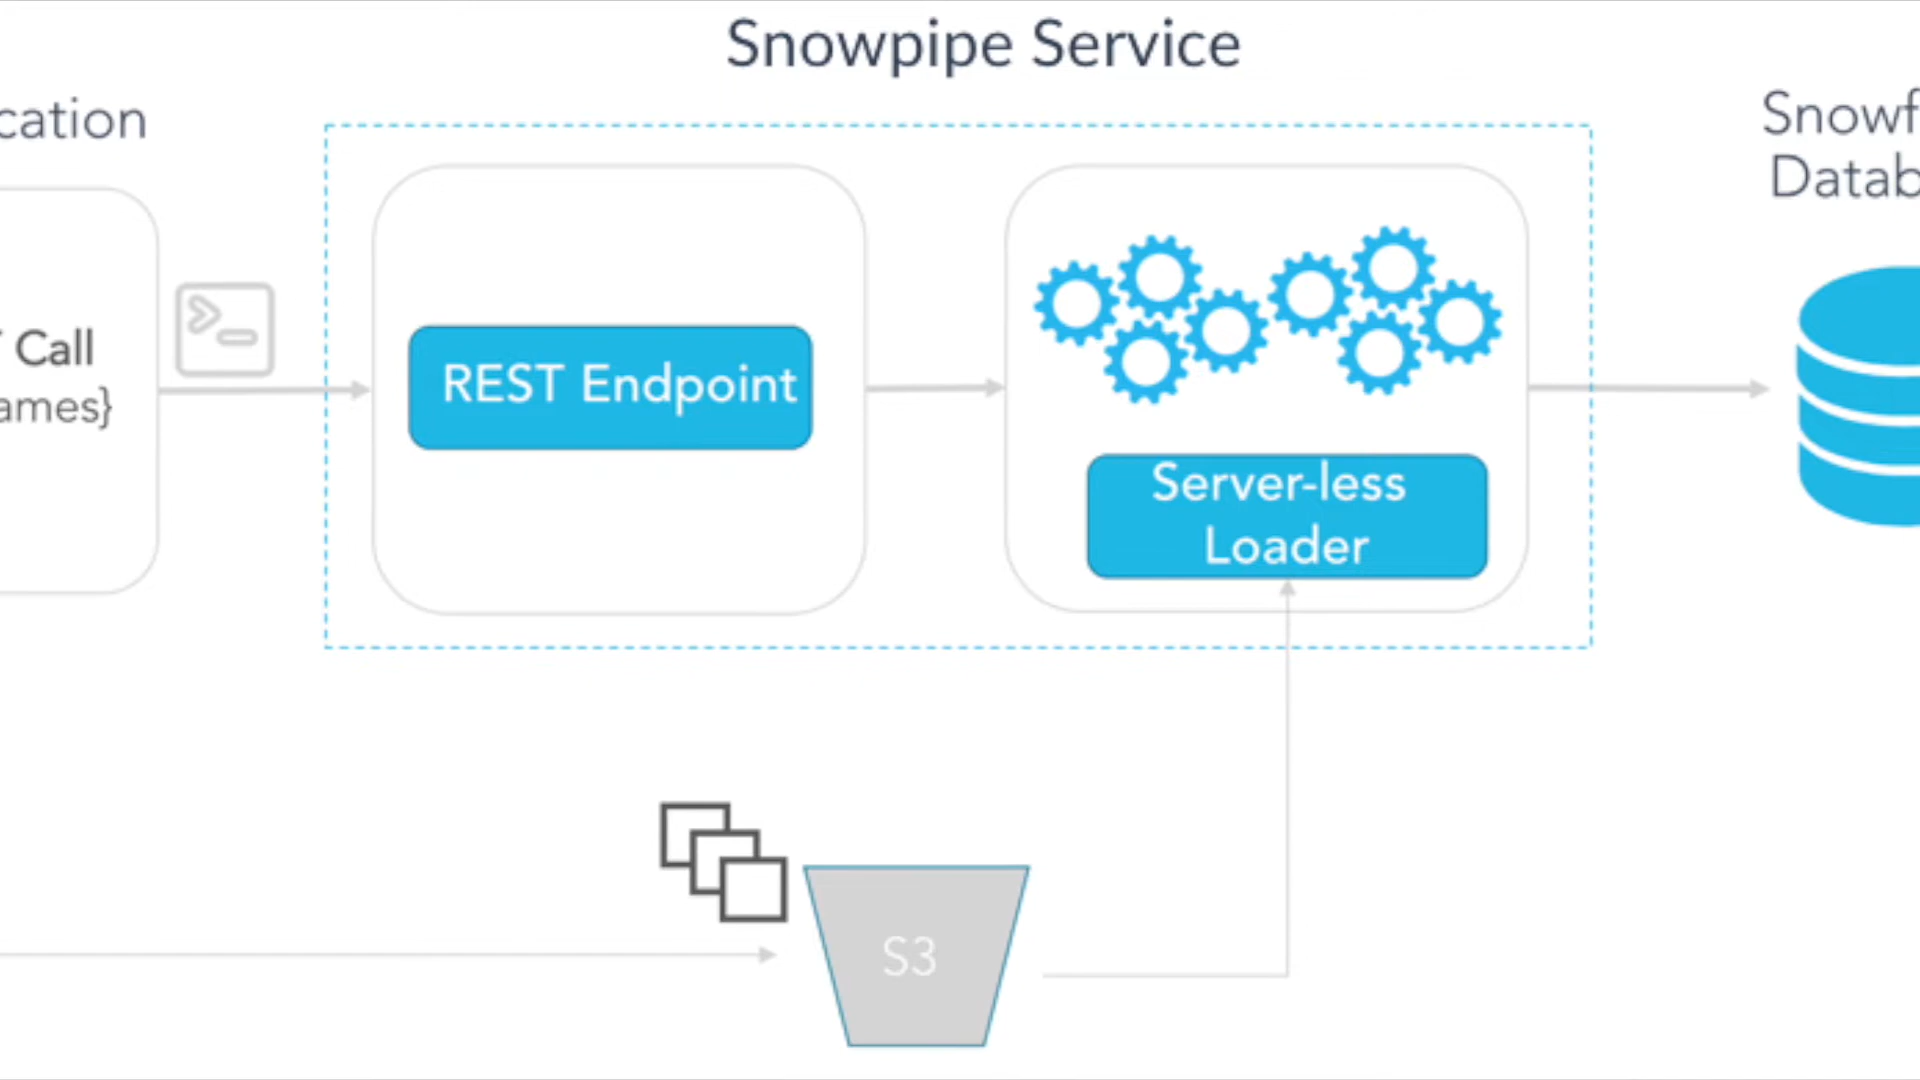 Snowpipe Service
cation
Snowf
Datab
Call
ames}
REST Endpoint
Server-less
Loader
S3